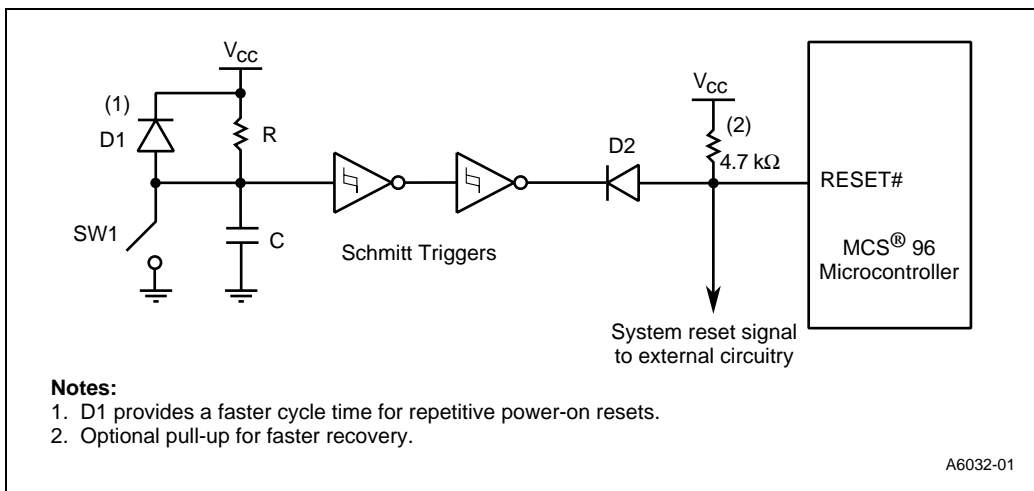 V_CC
(1)
D1
R
SW1
C
Schmitt Triggers
D2
V_CC
(2)
4.7 kΩ
RESET#
MCS® 96
Microcontroller
System reset signal
to external circuitry
Notes:
1. D1 provides a faster cycle time for repetitive power-on resets.
2. Optional pull-up for faster recovery.
A6032-01